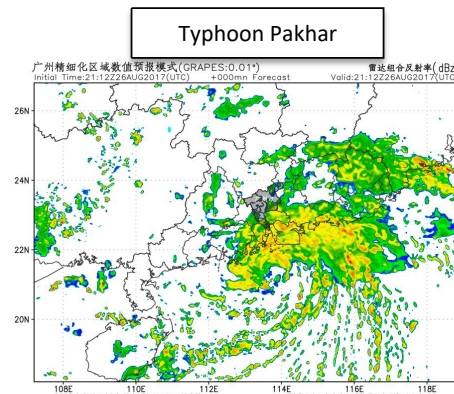 Typhoon Pakhar
广州精细化区域数值预报模式(GRAPES:0.01°) 雷达组合反射率(dBz
Initial Time:21:12Z26AUG2017(UTC) +000mn Forecast Valid:21:12Z26AUG2017(UTC)
26N
24N
22N
20N
108E 110E 112E 114E 116E 118E